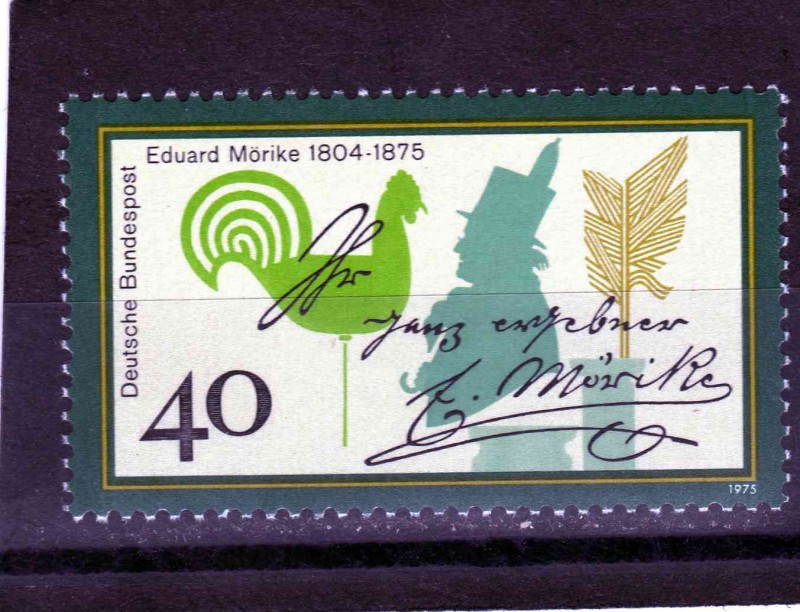 Eduard Mörike 1804-1875
Deutsche Bundespost
Ihr
ganz ergebner
E. Mörike
40
1975